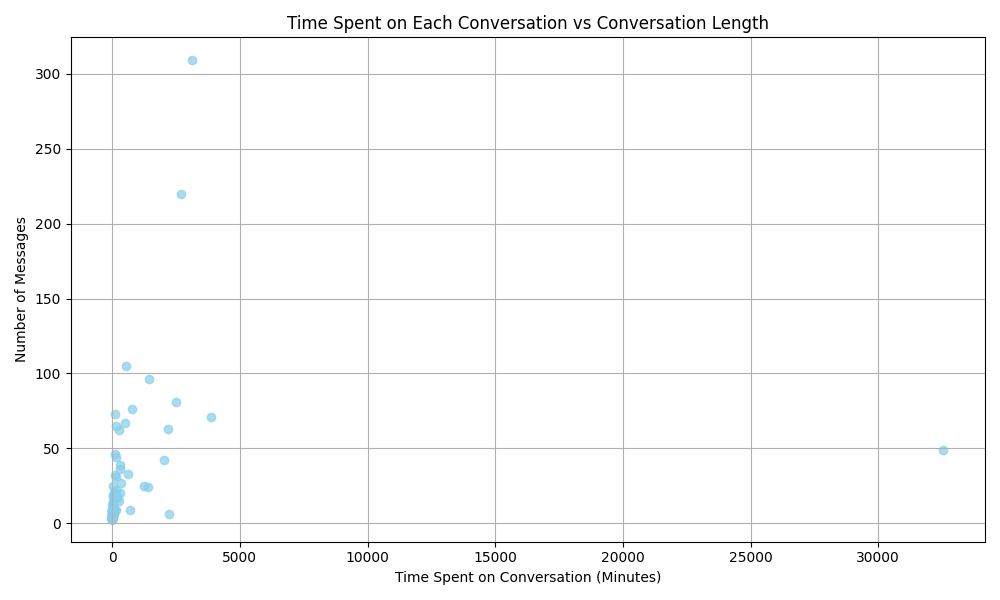 Time Spent on Each Conversation vs Conversation Length
300
250
200
150
100
50
0
Number of Messages
0 5000 10000 15000 20000 25000 30000
Time Spent on Conversation (Minutes)